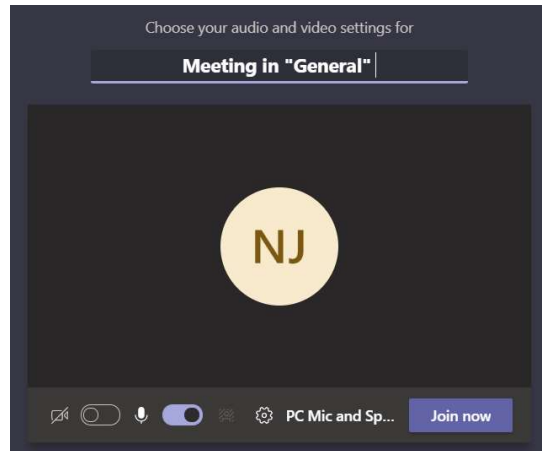 Choose your audio and video settings for
Meeting in "General"
NJ
PC Mic and Sp...
Join now